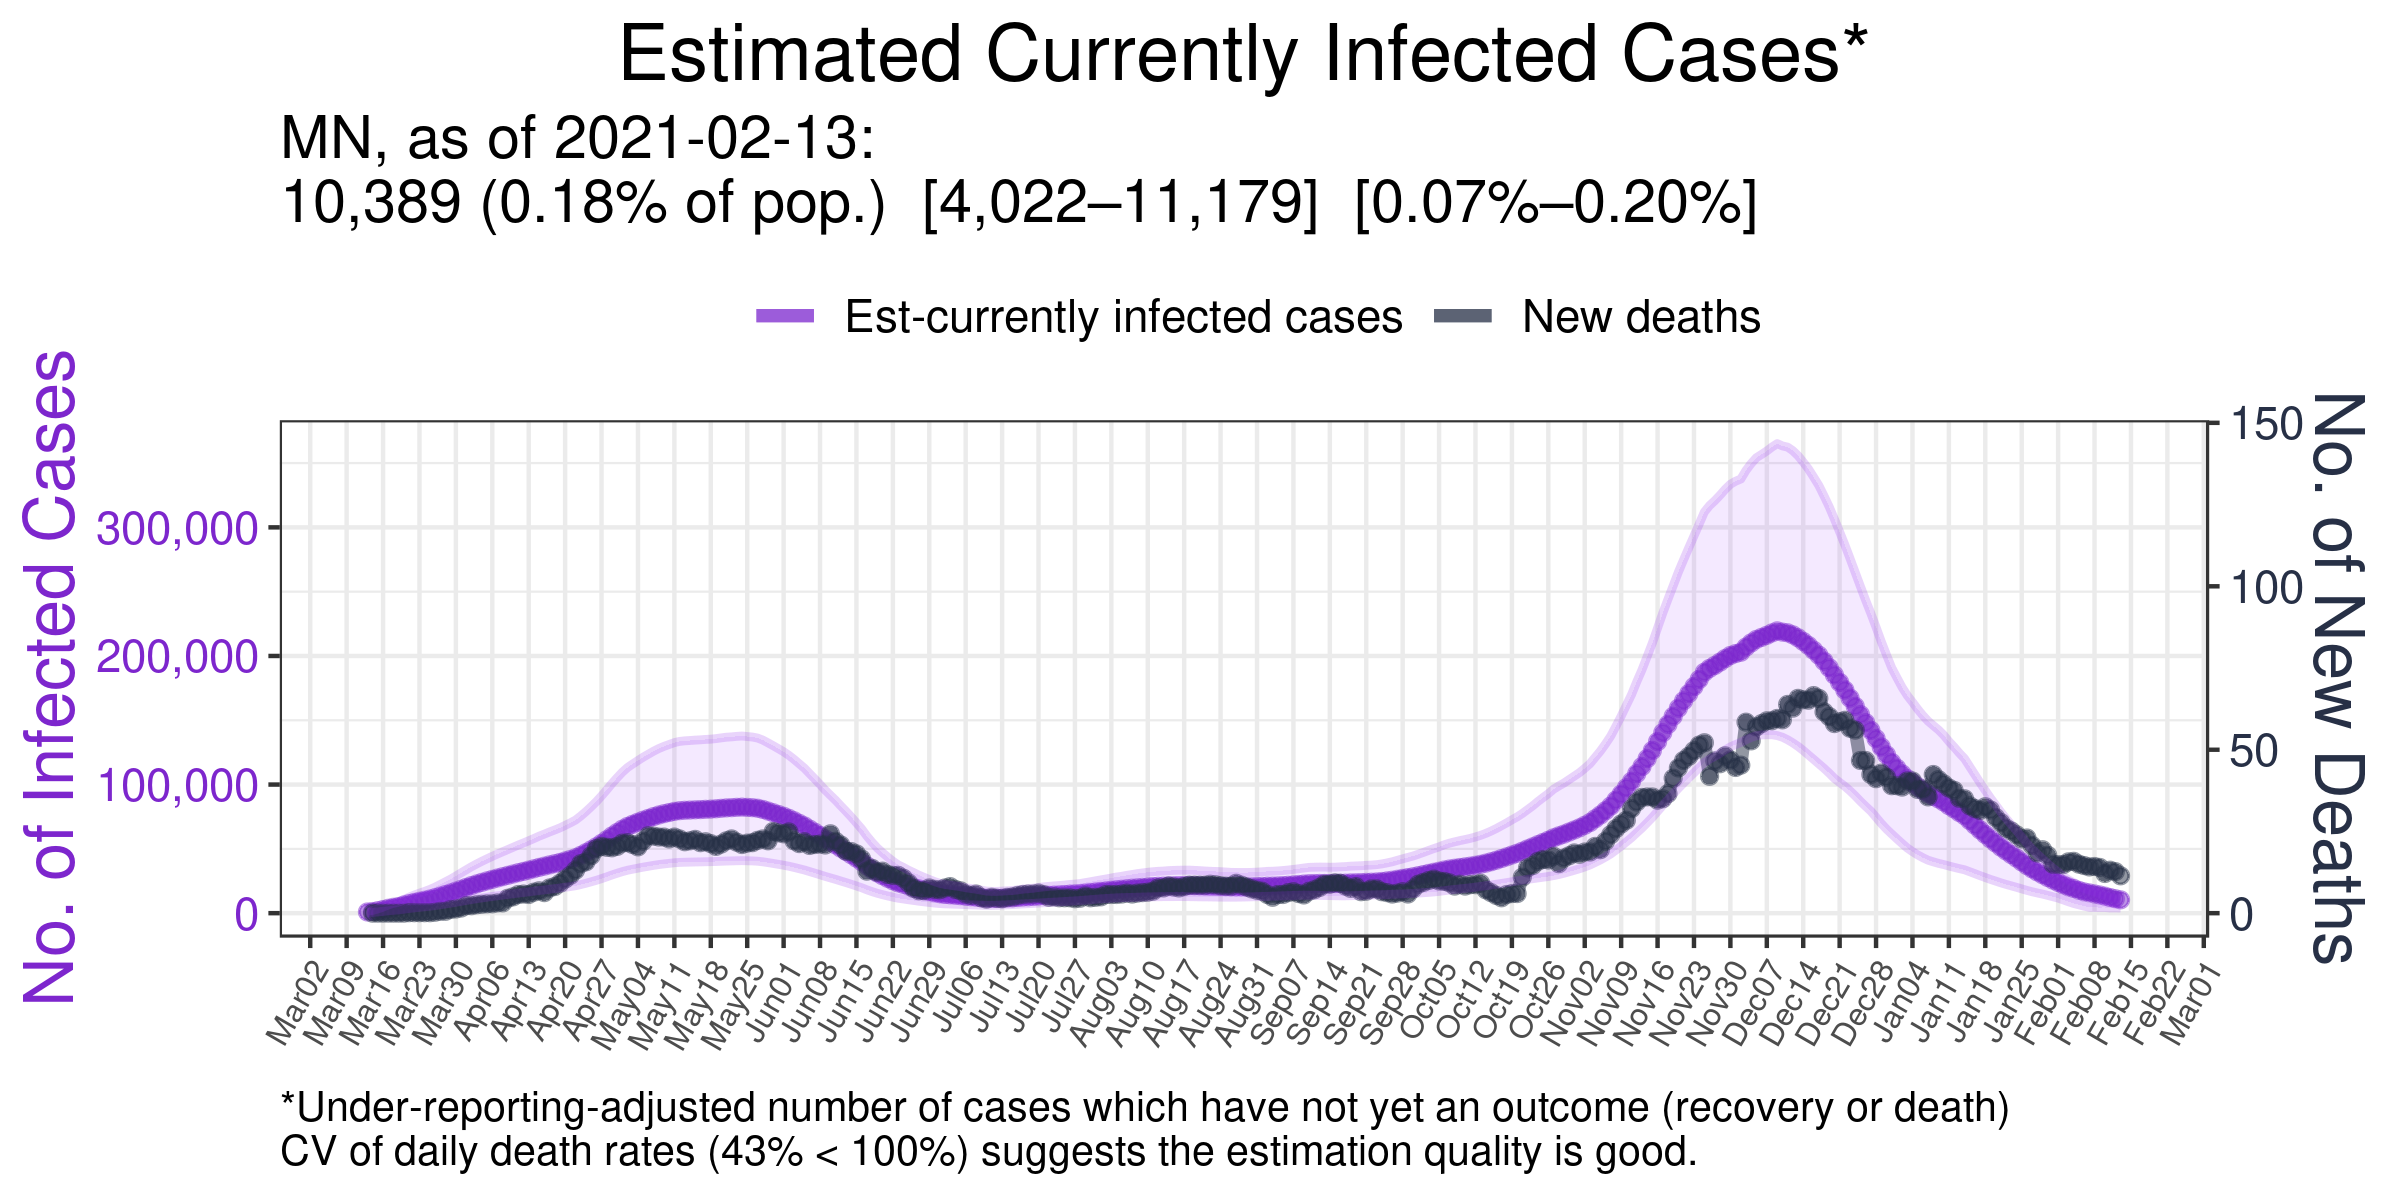 Estimated Currently Infected Cases*
MN, as of 2021-02-13:
10,389 (0.18% of pop.)  [4,022–11,179]  [0.07%–0.20%]
Est-currently infected cases
New deaths
No. of Infected Cases
300,000
200,000
100,000
0
150
100
50
0
No. of New Deaths
Mar02
Mar09
Mar16
Mar23
Mar30
Apr06
Apr13
Apr20
Apr27
May04
May11
May18
May25
Jun01
Jun08
Jun15
Jun22
Jun29
Jul06
Jul13
Jul20
Jul27
Aug03
Aug10
Aug17
Aug24
Aug31
Sep07
Sep14
Sep21
Sep28
Oct05
Oct12
Oct19
Oct26
Nov02
Nov09
Nov16
Nov23
Nov30
Dec07
Dec14
Dec21
Dec28
Jan04
Jan11
Jan18
Jan25
Feb01
Feb08
Feb15
Feb22
Mar01
*Under-reporting-adjusted number of cases which have not yet an outcome (recovery or death)
CV of daily death rates (43% < 100%) suggests the estimation quality is good.